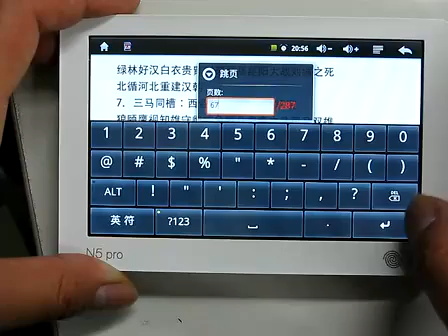 20:56
绿林好汉白衣贵 之死
北循河北重建汉
7. 三马同槽：西
跳页
页数:
67 /287
1 2 3 4 5 6 7 8 9 0
@ # $ % " * - / ( )
ALT ! " ' : ; , ? DEL
英 符 ?123 .
N5 pro